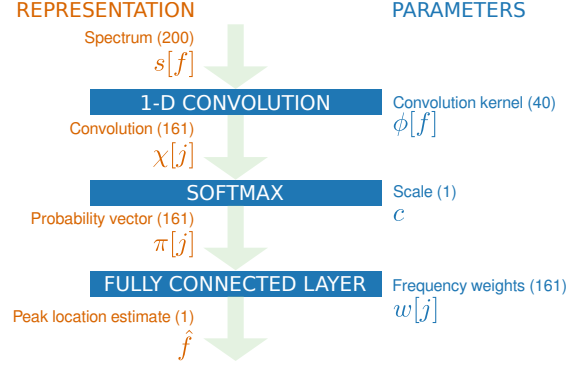 REPRESENTATION PARAMETERS
Spectrum (200)
s[f]
1-D CONVOLUTION
Convolution kernel (40)
ϕ[f]
Convolution (161)
χ[j]
SOFTMAX
Scale (1)
c
Probability vector (161)
π[j]
FULLY CONNECTED LAYER
Frequency weights (161)
w[j]
Peak location estimate (1)
f̂